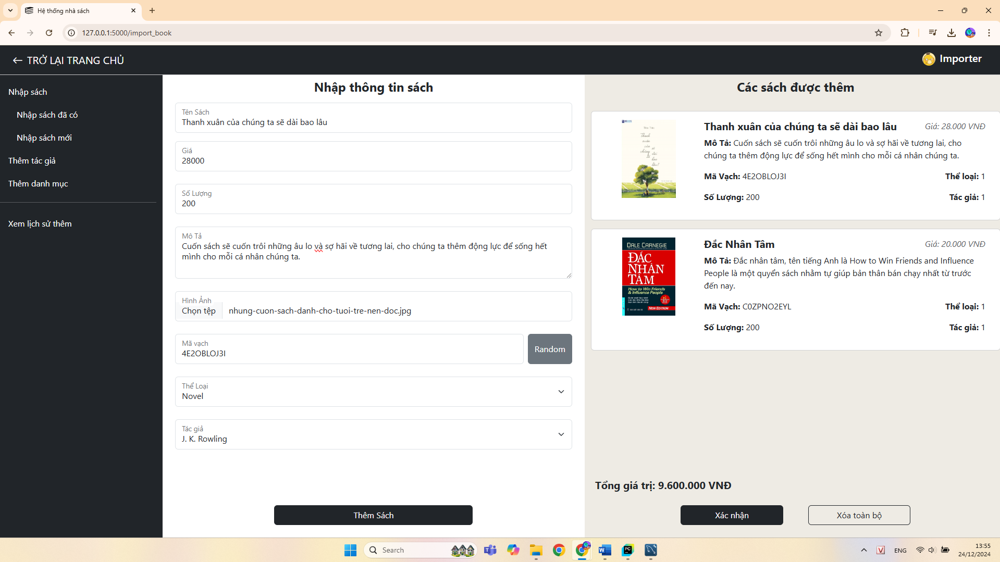 Hệ thống nhà sách
127.0.0.1:5000/import_book
TRỞ LẠI TRANG CHỦ
Importer
Nhập sách
Nhập sách đã có
Nhập sách mới
Thêm tác giả
Thêm danh mục
Xem lịch sử thêm
Nhập thông tin sách
Tên Sách
Thanh xuân của chúng ta sẽ dài bao lâu
Giá
28000
Số Lượng
200
Mô Tả
Cuốn sách sẽ cuốn trôi những âu lo và sợ hãi về tương lai, cho chúng ta thêm động lực để sống hết
mình cho mỗi cá nhân chúng ta.
Hình Ảnh
Chọn tệp nhung-cuon-sach-danh-cho-tuoi-tre-nen-doc.jpg
Mã vạch
4E2OBLOJ3I
Random
Thể Loại
Novel
Tác giả
J. K. Rowling
Thêm Sách
Các sách được thêm
Thanh xuân của chúng ta sẽ dài bao lâu
Giá: 28.000 VNĐ
Mô Tả: Cuốn sách sẽ cuốn trôi những âu lo và sợ hãi về tương lai, cho
chúng ta thêm động lực để sống hết mình cho mỗi cá nhân chúng ta.
Mã Vạch: 4E2OBLOJ3I
Thể loại: 1
Số Lượng: 200
Tác giả: 1
Thanh
xuân
của
chúng
ta
sẽ
dài
bao
lâu?
DALE CARNEGIE
ĐẮC
NHÂN
TÂM
How to Win Friends
& Influence People
NEW EDITION
Đắc Nhân Tâm
Giá: 20.000 VNĐ
Mô Tả: Đắc nhân tâm, tên tiếng Anh là How to Win Friends and Influence
People là một quyển sách nhằm tự giúp bản thân bán chạy nhất từ trước
đến nay.
Mã Vạch: C0ZPNO2EYL
Thể loại: 1
Số Lượng: 200
Tác giả: 1
Tổng giá trị: 9.600.000 VNĐ
Xác nhận
Xóa toàn bộ
Search
ENG
13:55
24/12/2024